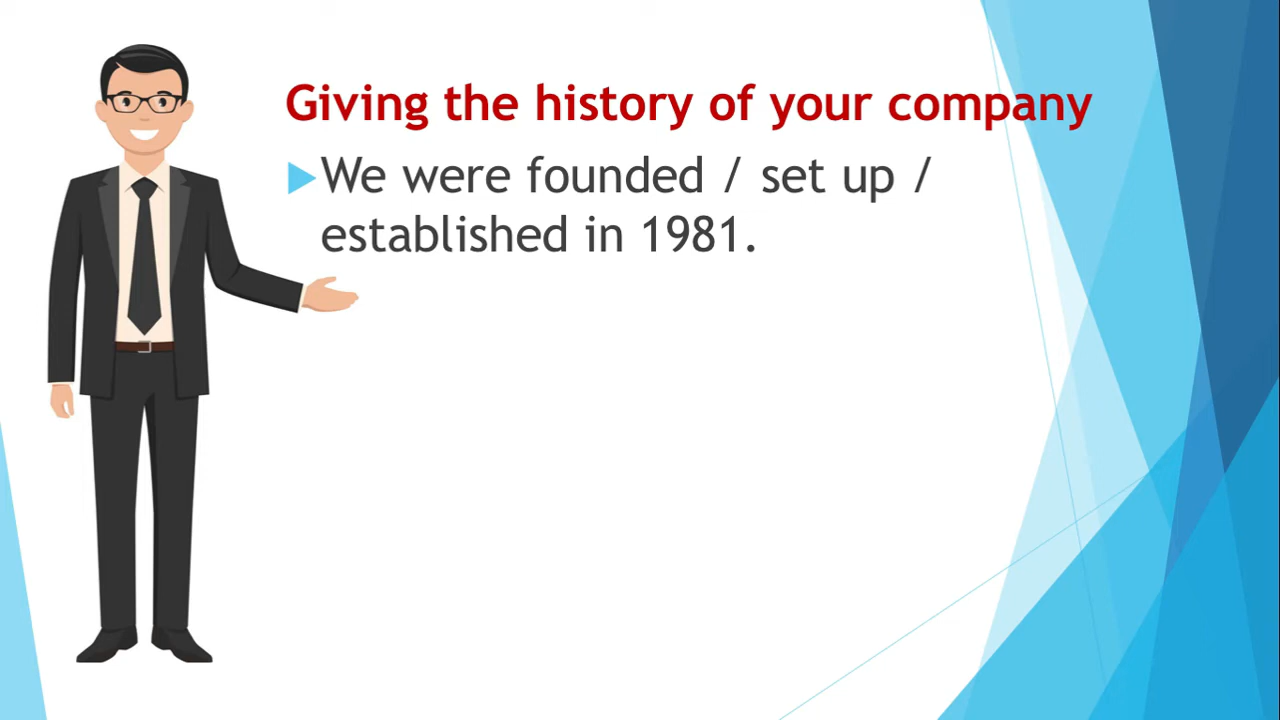 Giving the history of your company
We were founded / set up /
established in 1981.